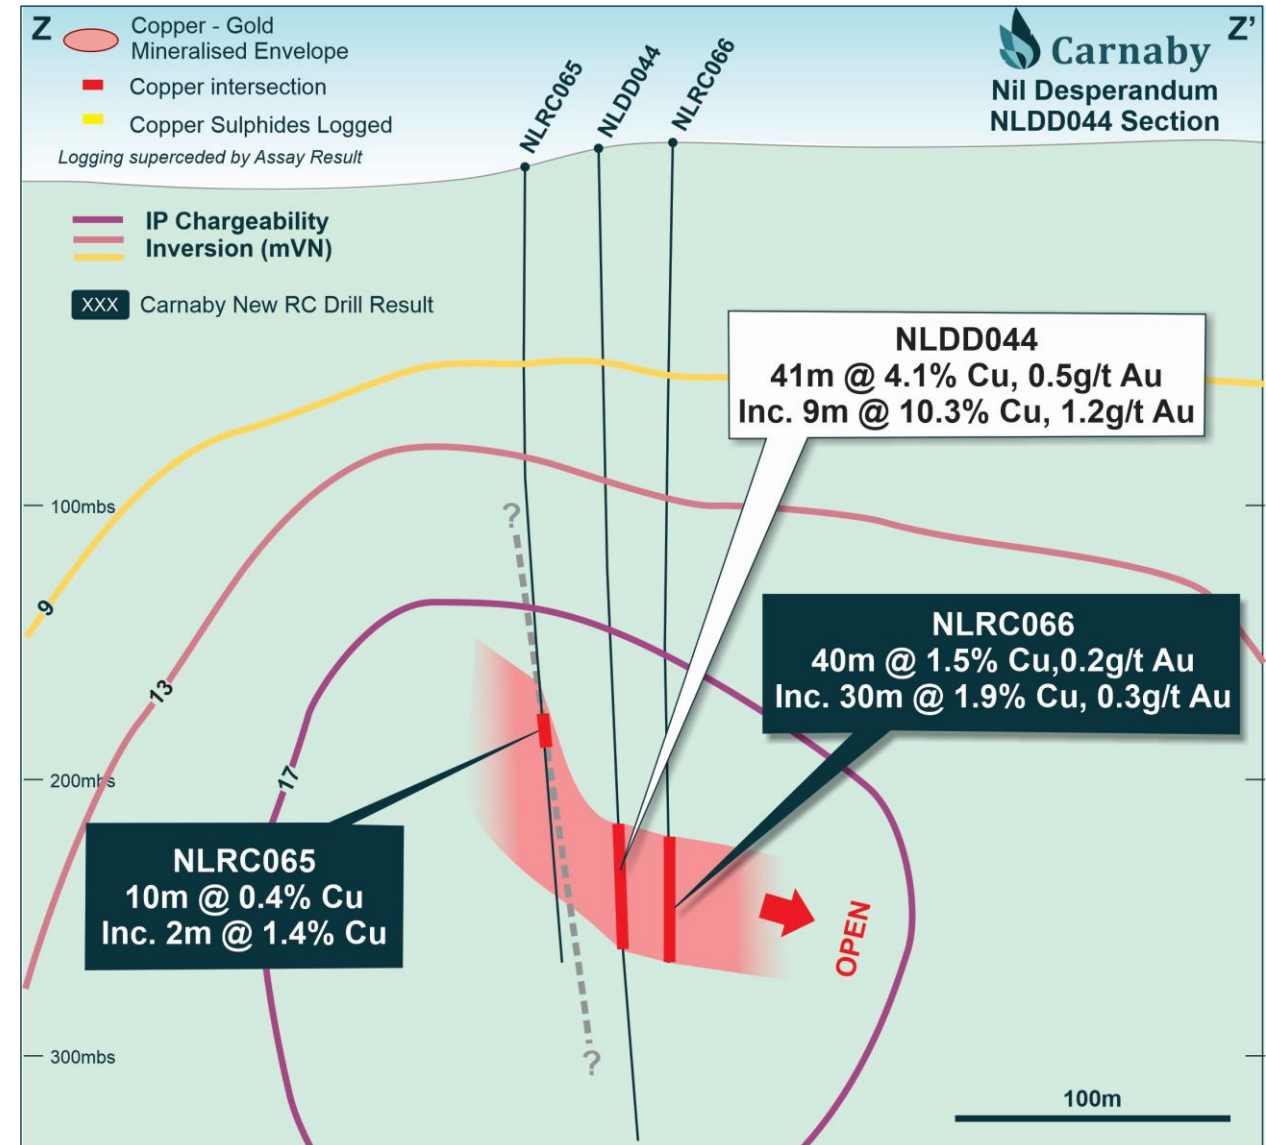 Z
Copper - Gold
Mineralised Envelope
Copper intersection
Copper Sulphides Logged
Logging superceded by Assay Result
NLRC065
NLDD044
NLRC066
Carnaby
Z’
Nil Desperandum
NLDD044 Section
IP Chargeability
Inversion (mVN)
XXX Carnaby New RC Drill Result
NLDD044
41m @ 4.1% Cu, 0.5g/t Au
Inc. 9m @ 10.3% Cu, 1.2g/t Au
100mbs
?
9
NLRC066
40m @ 1.5% Cu,0.2g/t Au
Inc. 30m @ 1.9% Cu, 0.3g/t Au
13
17
200mbs
NLRC065
10m @ 0.4% Cu
Inc. 2m @ 1.4% Cu
OPEN
300mbs
?
100m